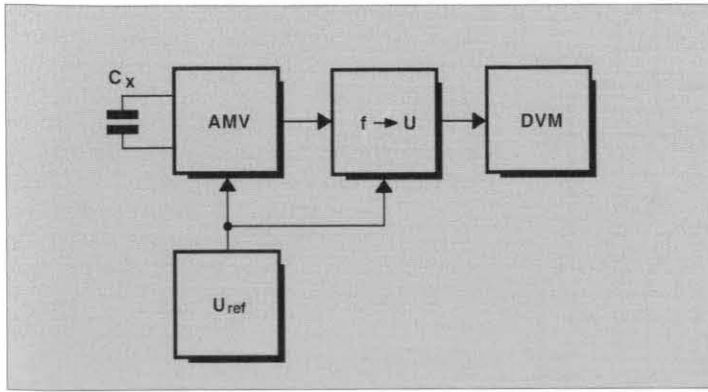 Cx
AMV
f → U
DVM
Uref